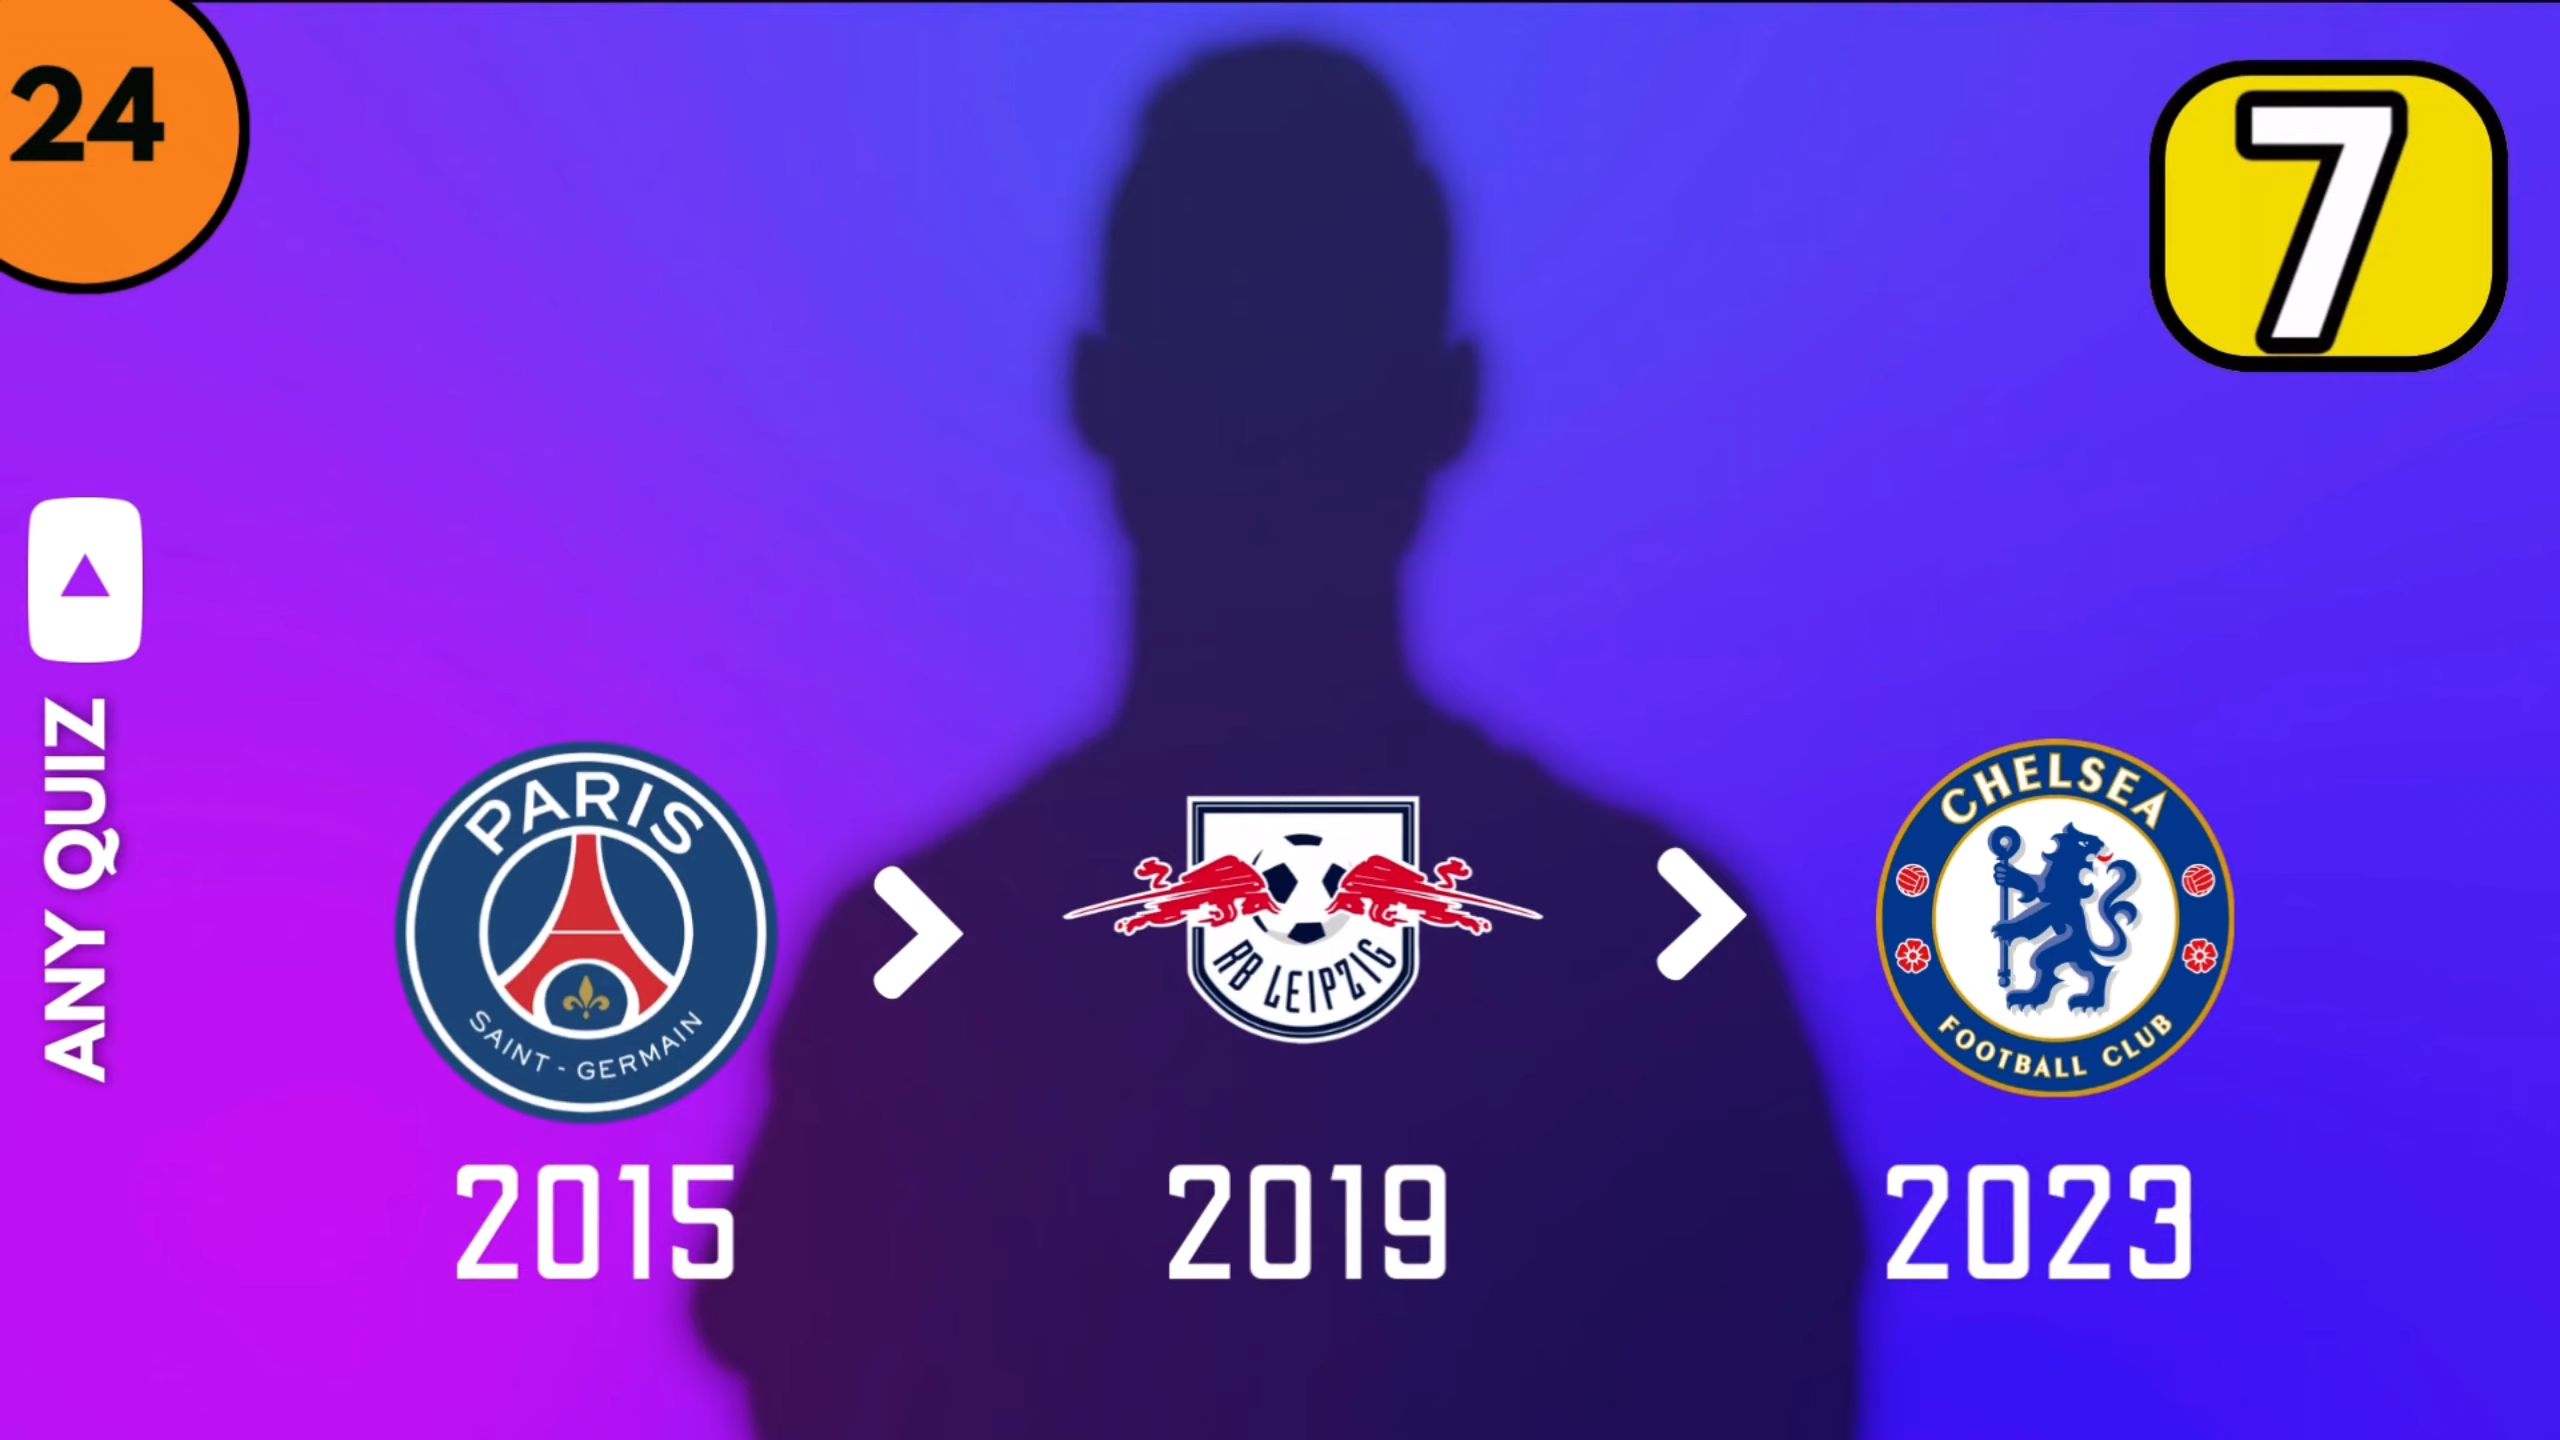 24
7
ANY QUIZ
PARIS
SAINT - GERMAIN
RB LEIPZIG
CHELSEA
FOOTBALL CLUB
2015
2019
2023